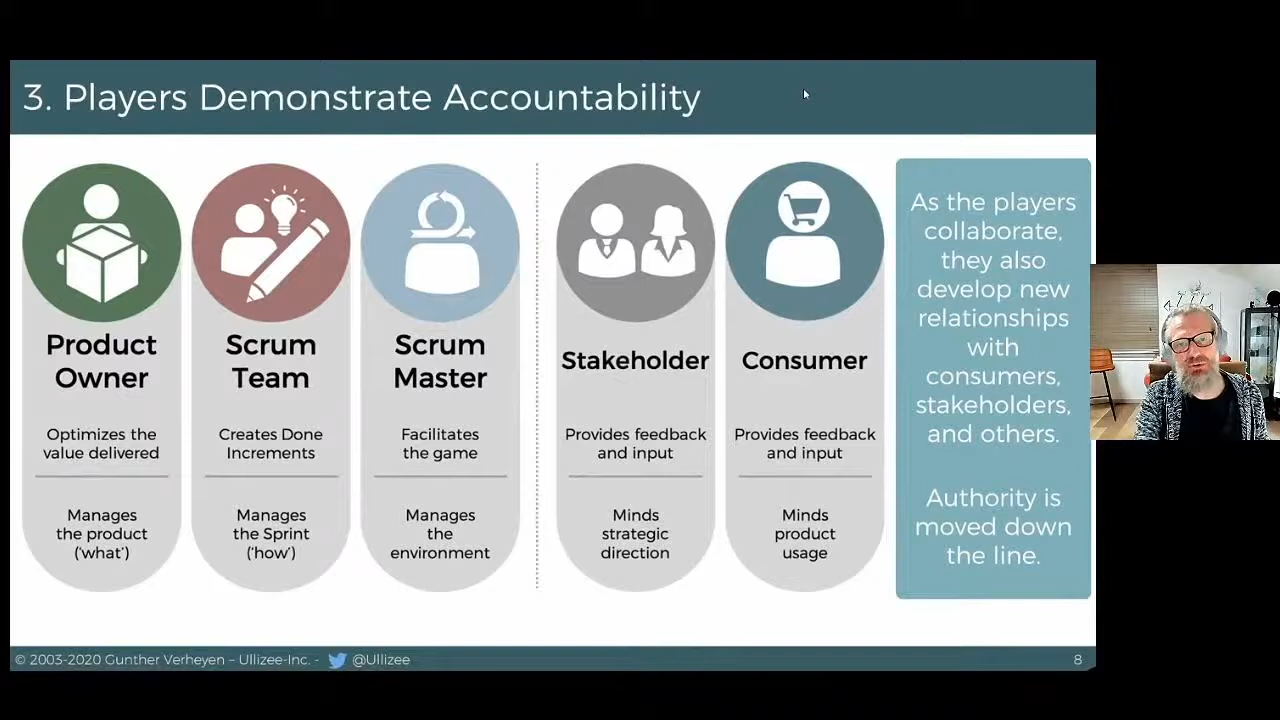 3. Players Demonstrate Accountability
Product
Owner
Optimizes the
value delivered
Manages
the product
(‘what’)
Scrum
Team
Creates Done
Increments
Manages
the Sprint
(‘how’)
Scrum
Master
Facilitates
the game
Manages
the
environment
Stakeholder
Provides feedback
and input
Minds
strategic
direction
Consumer
Provides feedback
and input
Minds
product
usage
As the players
collaborate,
they also
develop new
relationships
with
consumers,
stakeholders,
and others.
Authority is
moved down
the line.
© 2003-2020 Gunther Verheyen – Ullizee-Inc. - @Ullizee
8